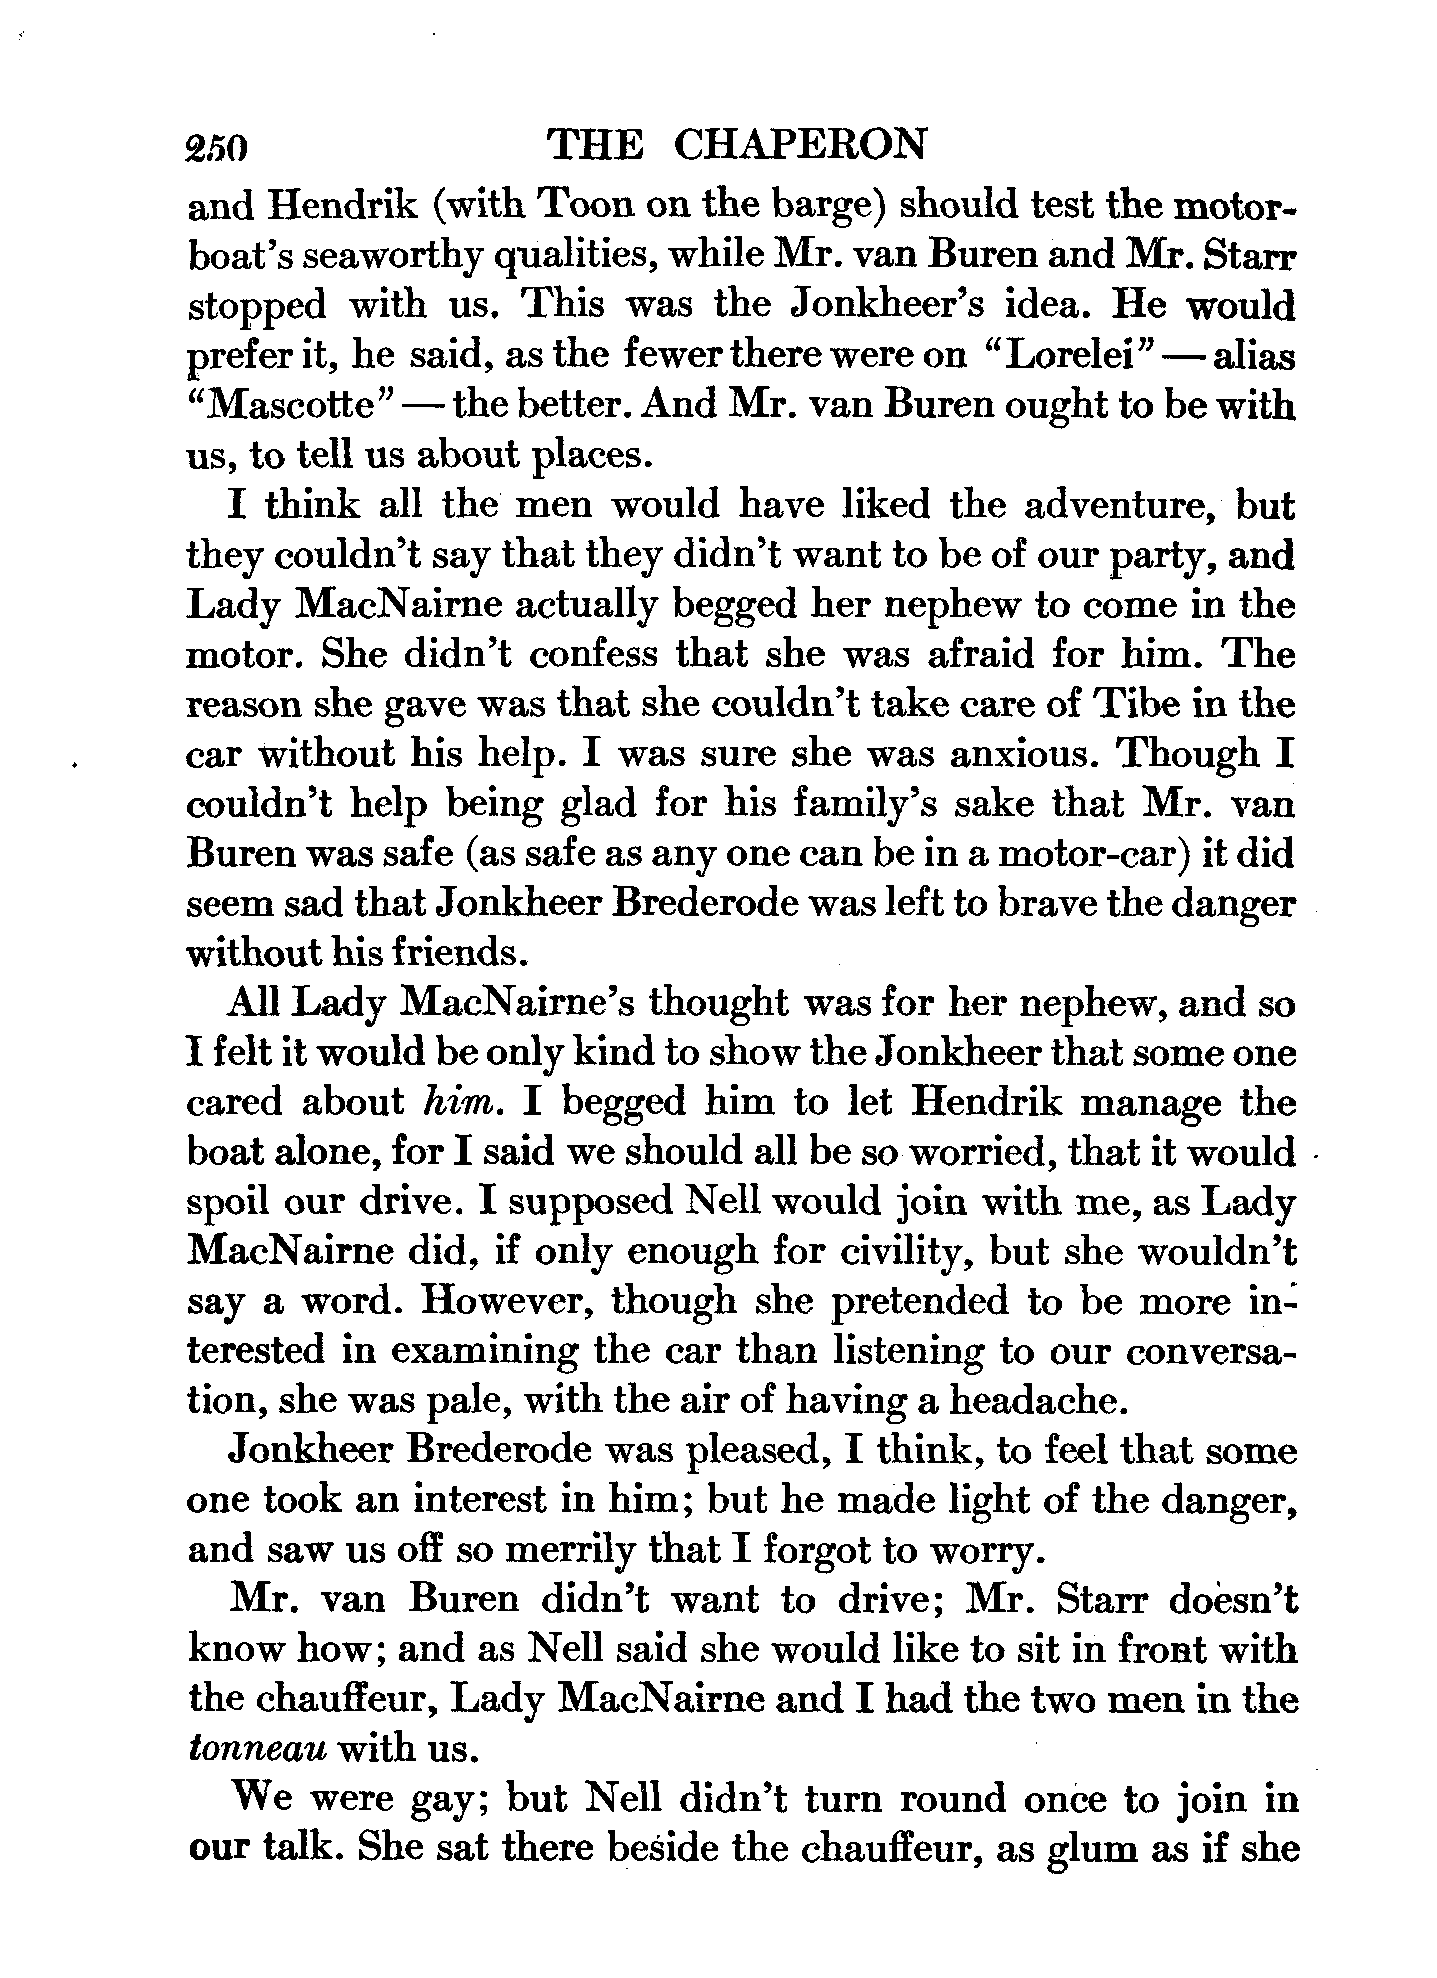 250 THE CHAPERON
and Hendrik (with Toon on the barge) should test the motor-
boat's seaworthy qualities, while Mr. van Buren and Mr. Starr
stopped with us. This was the Jonkheer's idea. He would
prefer it, he said, as the fewer there were on "Lorelei" — alias
"Mascotte" — the better. And Mr. van Buren ought to be with
us, to tell us about places.
I think all the men would have liked the adventure, but
they couldn't say that they didn't want to be of our party, and
Lady MacNairne actually begged her nephew to come in the
motor. She didn't confess that she was afraid for him. The
reason she gave was that she couldn't take care of Tibe in the
car without his help. I was sure she was anxious. Though I
couldn't help being glad for his family's sake that Mr. van
Buren was safe (as safe as any one can be in a motor-car) it did
seem sad that Jonkheer Brederode was left to brave the danger
without his friends.
All Lady MacNairne's thought was for her nephew, and so
I felt it would be only kind to show the Jonkheer that some one
cared about him. I begged him to let Hendrik manage the
boat alone, for I said we should all be so worried, that it would
spoil our drive. I supposed Nell would join with me, as Lady
MacNairne did, if only enough for civility, but she wouldn't
say a word. However, though she pretended to be more in-
terested in examining the car than listening to our conversa-
tion, she was pale, with the air of having a headache.
Jonkheer Brederode was pleased, I think, to feel that some
one took an interest in him; but he made light of the danger,
and saw us off so merrily that I forgot to worry.
Mr. van Buren didn't want to drive; Mr. Starr doesn't
know how; and as Nell said she would like to sit in front with
the chauffeur, Lady MacNairne and I had the two men in the
tonneau with us.
We were gay; but Nell didn't turn round once to join in
our talk. She sat there beside the chauffeur, as glum as if she